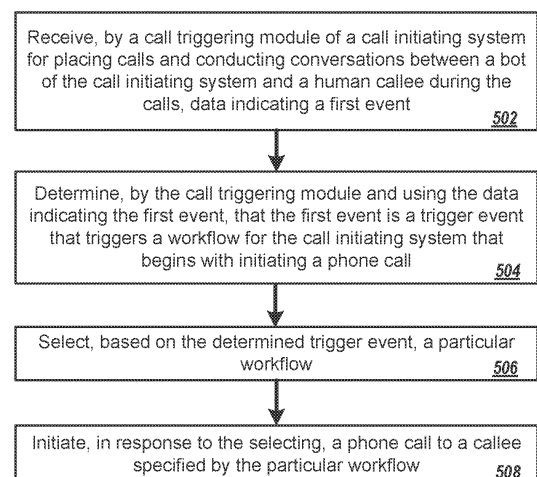 Receive, by a call triggering module of a call initiating system
for placing calls and conducting conversations between a bot
of the call initiating system and a human callee during the
calls, data indicating a first event
502
Determine, by the call triggering module and using the data
indicating the first event, that the first event is a trigger event
that triggers a workflow for the call initiating system that
begins with initiating a phone call
504
Select, based on the determined trigger event, a particular
workflow
506
Initiate, in response to the selecting, a phone call to a callee
specified by the particular workflow
508